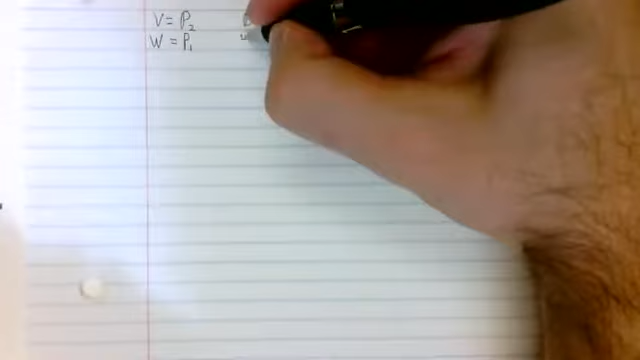 V = P₂
W = P₁